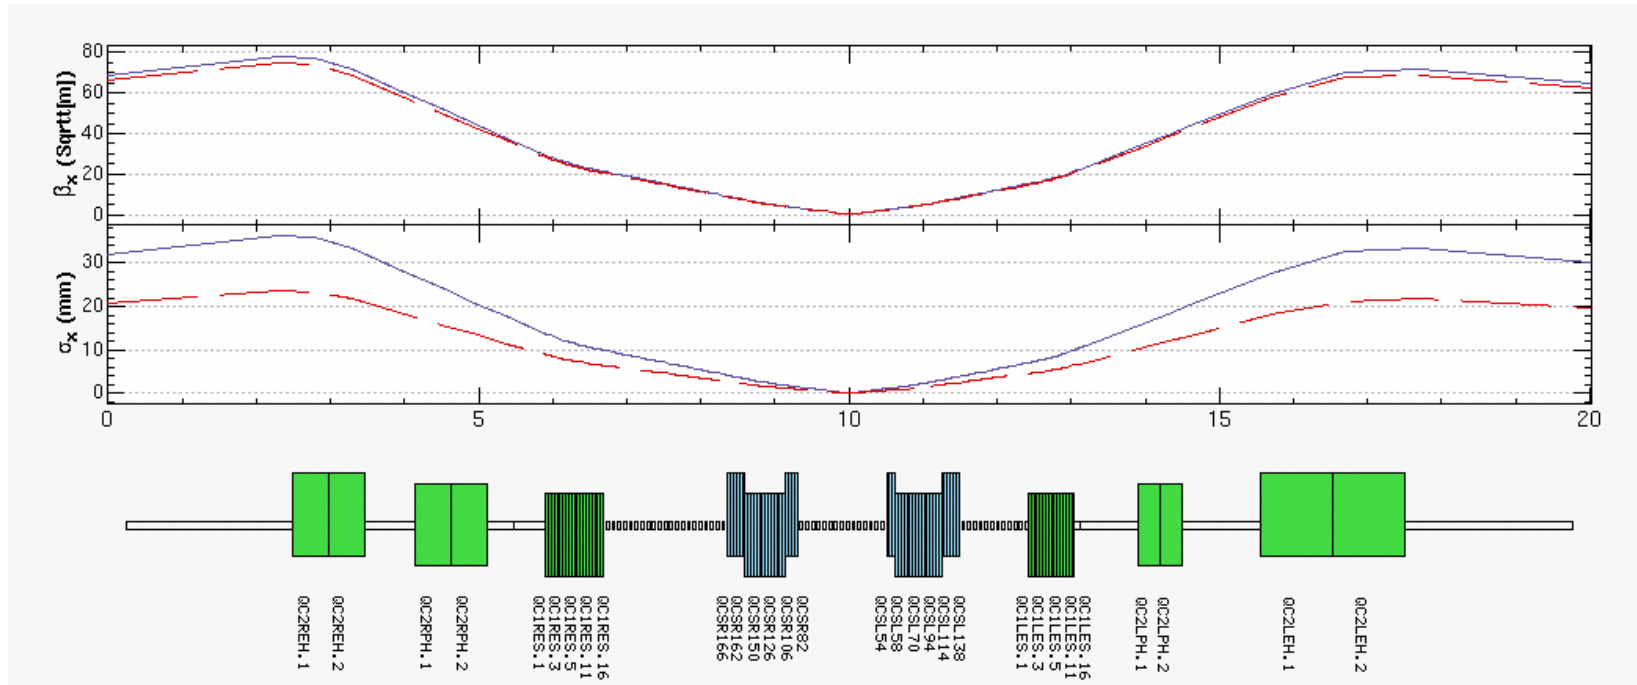 80
60
40
20
0
βx (Sqrtt[m])
30
20
10
0
σx (mm)
0 5 10 15 20
QC2REH.1
QC2REH.2
QC2RPH.1
QC2RPH.2
QC1RES.1
QC1RES.3
QC1RES.5
QC1RES.11
QC1RES.16
QCSR166
QCSR162
QCSR150
QCSR126
QCSR106
QCSR82
QCSL54
QCSL58
QCSL70
QCSL94
QCSL114
QCSL138
QC1LES.1
QC1LES.3
QC1LES.5
QC1LES.11
QC1LES.16
QC2LPH.1
QC2LPH.2
QC2LEH.1
QC2LEH.2